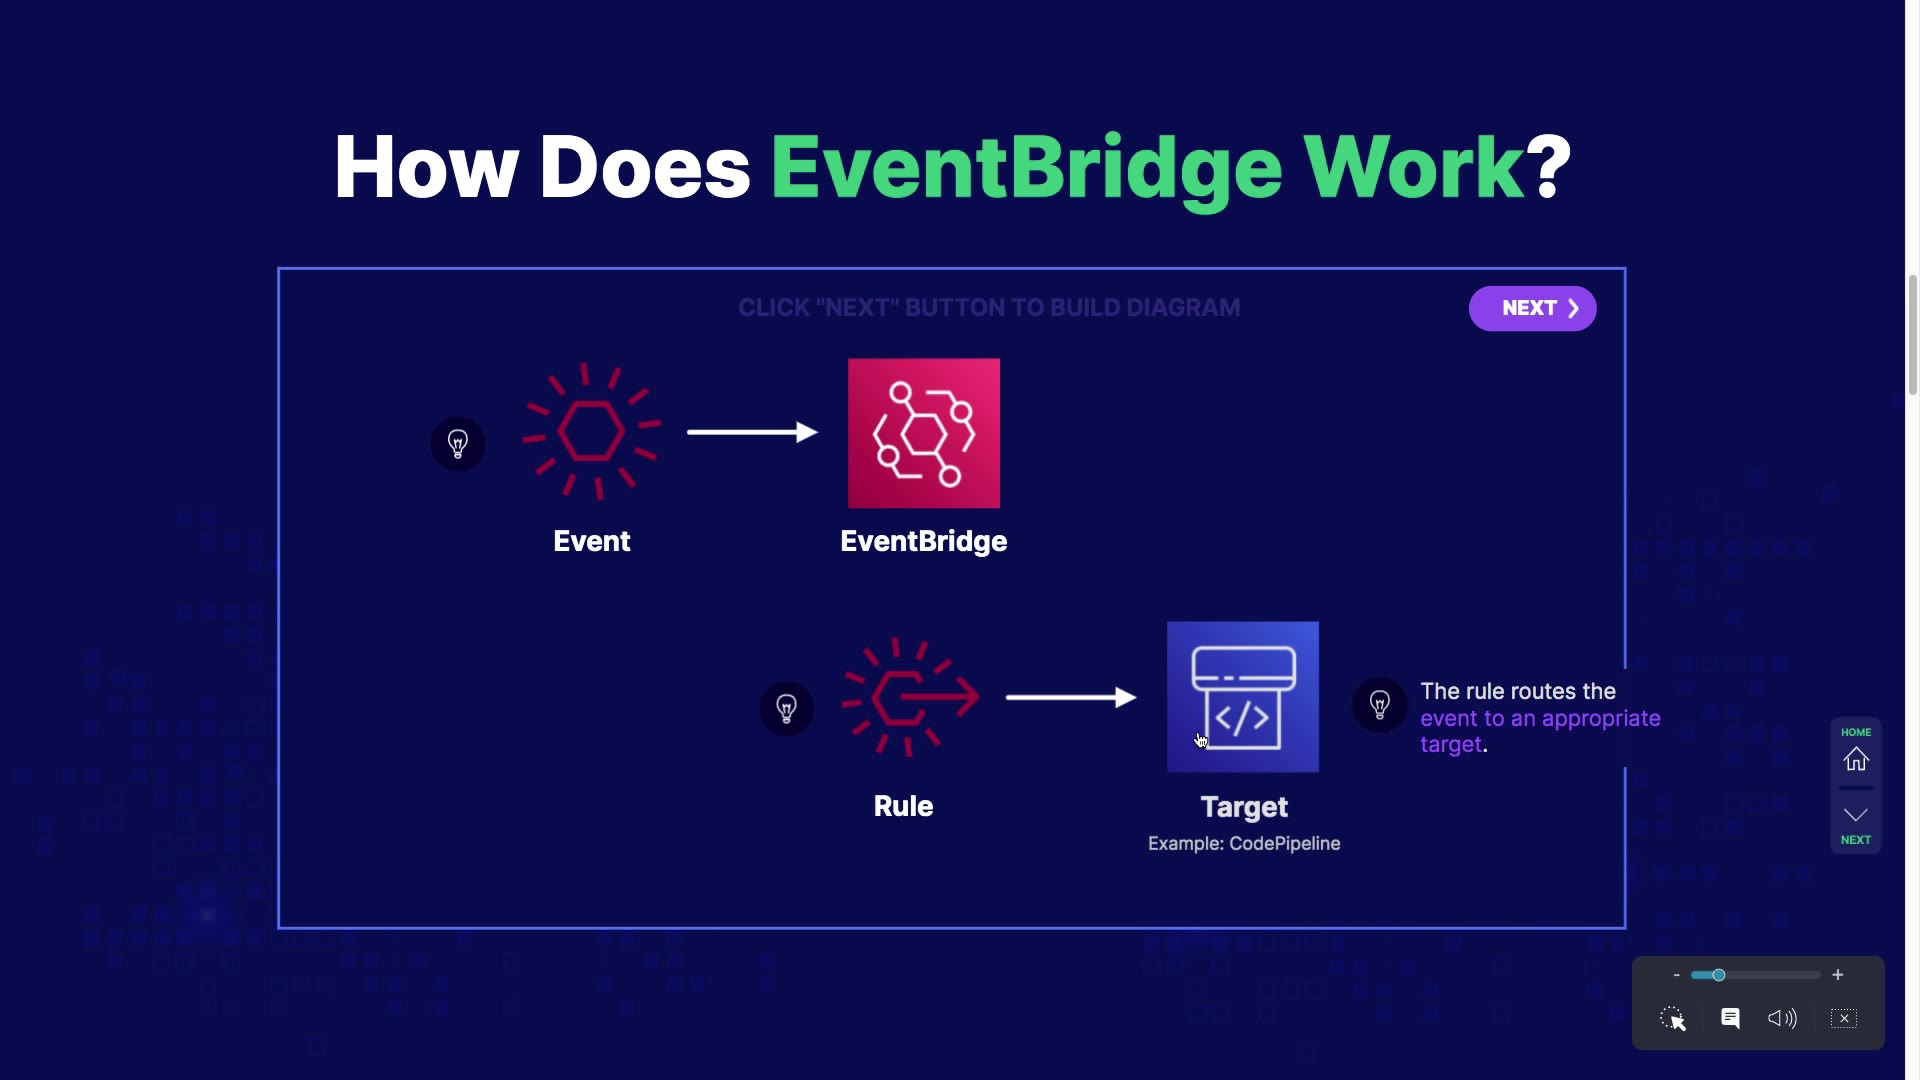 How Does EventBridge Work?
CLICK "NEXT" BUTTON TO BUILD DIAGRAM
NEXT
Event
EventBridge
The rule routes the
event to an appropriate
target.
HOME
NEXT
Rule
Target
Example: CodePipeline